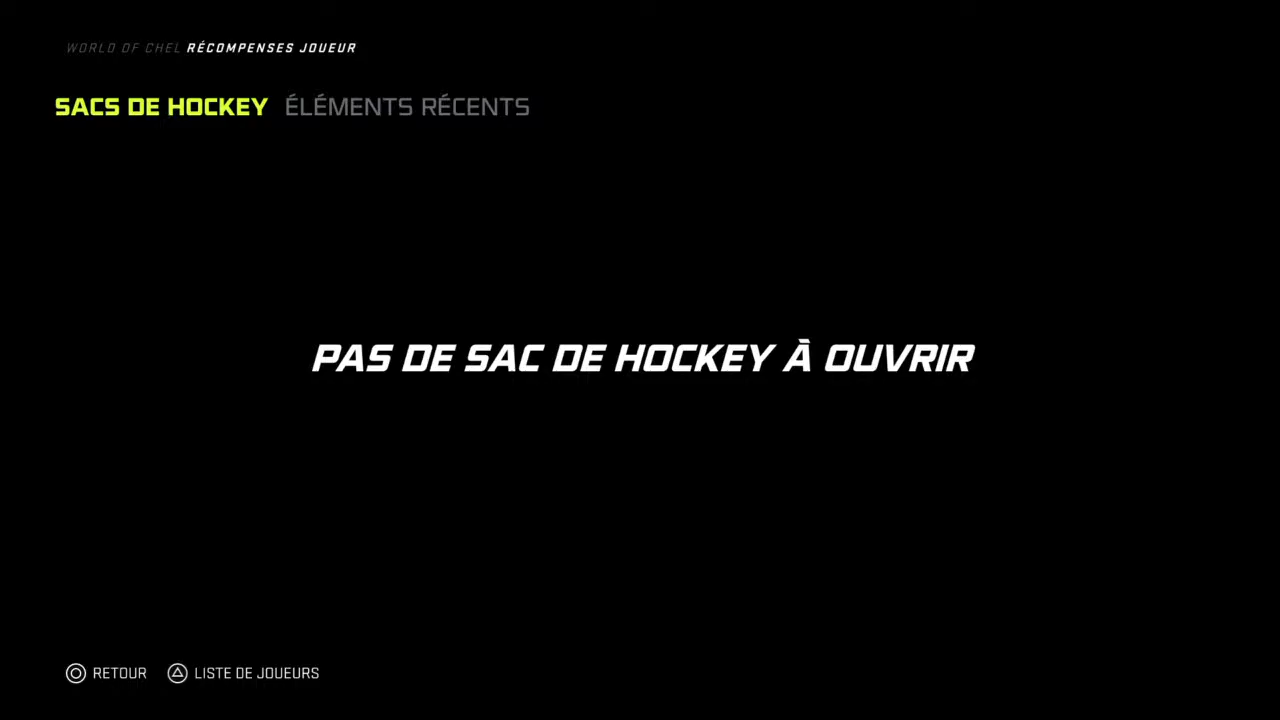 WORLD OF CHEL RÉCOMPENSES JOUEUR
SACS DE HOCKEY ÉLÉMENTS RÉCENTS
PAS DE SAC DE HOCKEY À OUVRIR
RETOUR LISTE DE JOUEURS